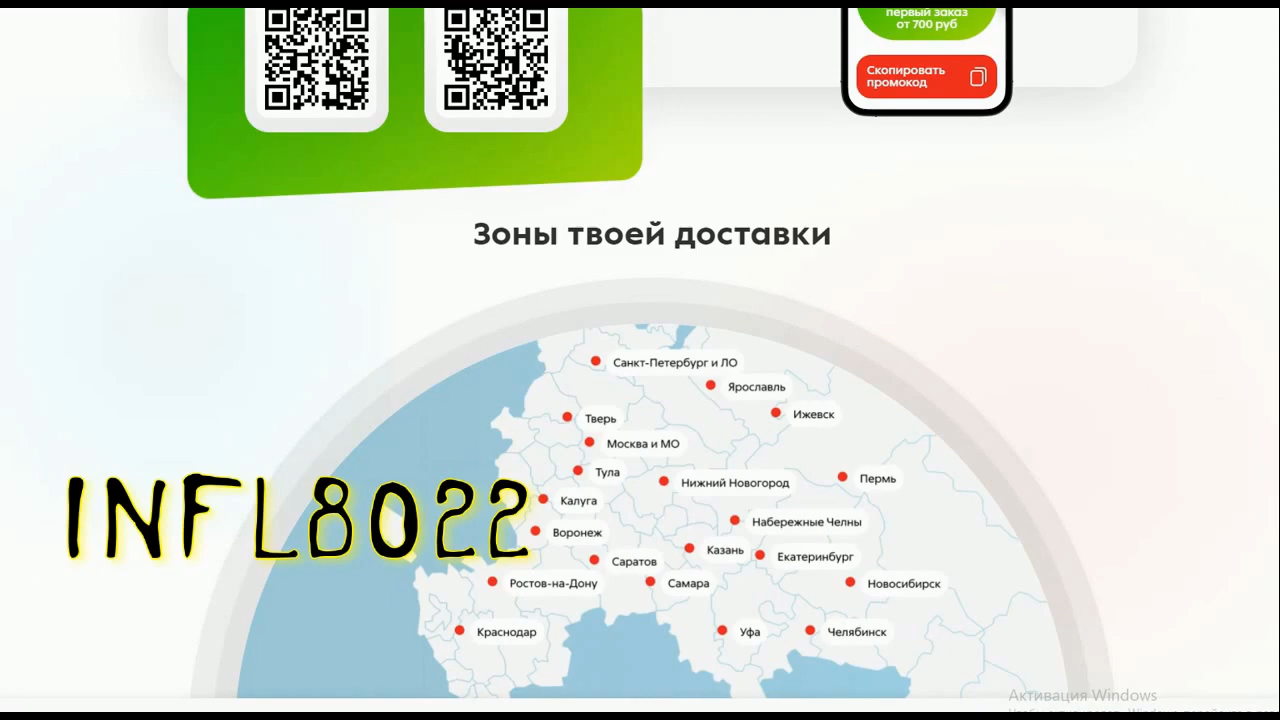 первый заказ
от 700 руб
Скопировать
промокод
Зоны твоей доставки
Санкт-Петербург и ЛО
Ярославль
Ижевск
Тверь
Москва и МО
Тула
Нижний Новогород
Пермь
Калуга
INFL8022
Набережные Челны
Воронеж
Казань
Екатеринбург
Саратов
Ростов-на-Дону
Самара
Новосибирск
Краснодар
Уфа
Челябинск
Активация Windows